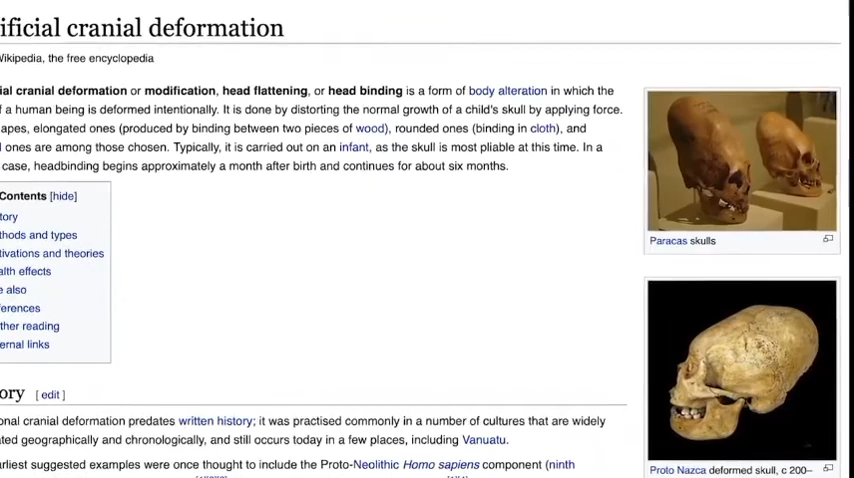 ificial cranial deformation
Wikipedia, the free encyclopedia
ial cranial deformation or modification, head flattening, or head binding is a form of body alteration in which the
f a human being is deformed intentionally. It is done by distorting the normal growth of a child's skull by applying force.
apes, elongated ones (produced by binding between two pieces of wood), rounded ones (binding in cloth), and
l ones are among those chosen. Typically, it is carried out on an infant, as the skull is most pliable at this time. In a
case, headbinding begins approximately a month after birth and continues for about six months.
Paracas skulls
Contents [hide]
tory
thods and types
tivations and theories
alth effects
e also
ferences
ther reading
ernal links
ory [ edit ]
onal cranial deformation predates written history; it was practised commonly in a number of cultures that are widely
ated geographically and chronologically, and still occurs today in a few places, including Vanuatu.
arliest suggested examples were once thought to include the Proto-Neolithic Homo sapiens component (ninth
Proto Nazca deformed skull, c 200–